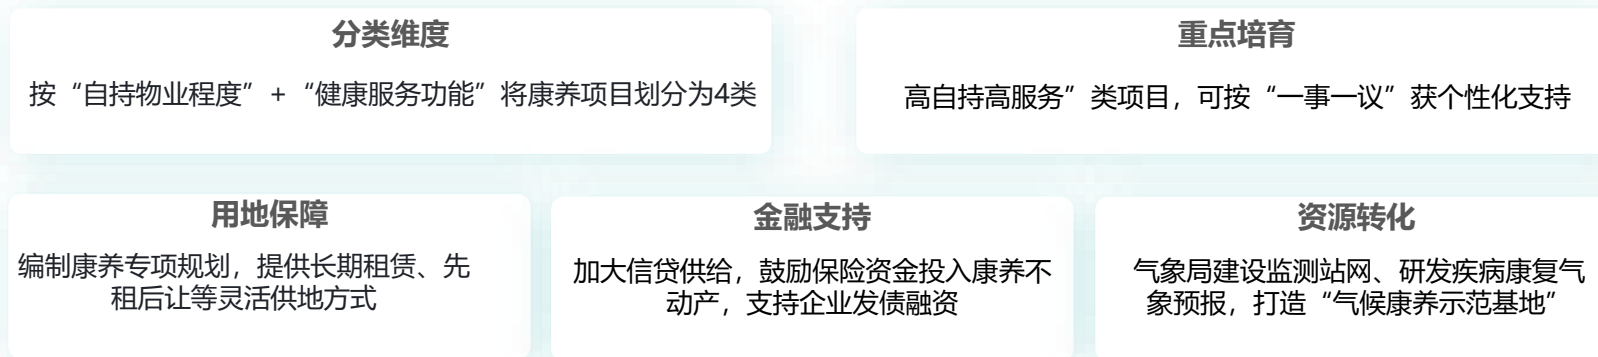 分类维度
按“自持物业程度”+“健康服务功能”将康养项目划分为4类
重点培育
高自持高服务”类项目，可按“一事一议”获个性化支持
用地保障
编制康养专项规划，提供长期租赁、先
租后让等灵活供地方式
金融支持
加大信贷供给，鼓励保险资金投入康养不
动产，支持企业发债融资
资源转化
气象局建设监测站网、研发疾病康复气
象预报，打造“气候康养示范基地”